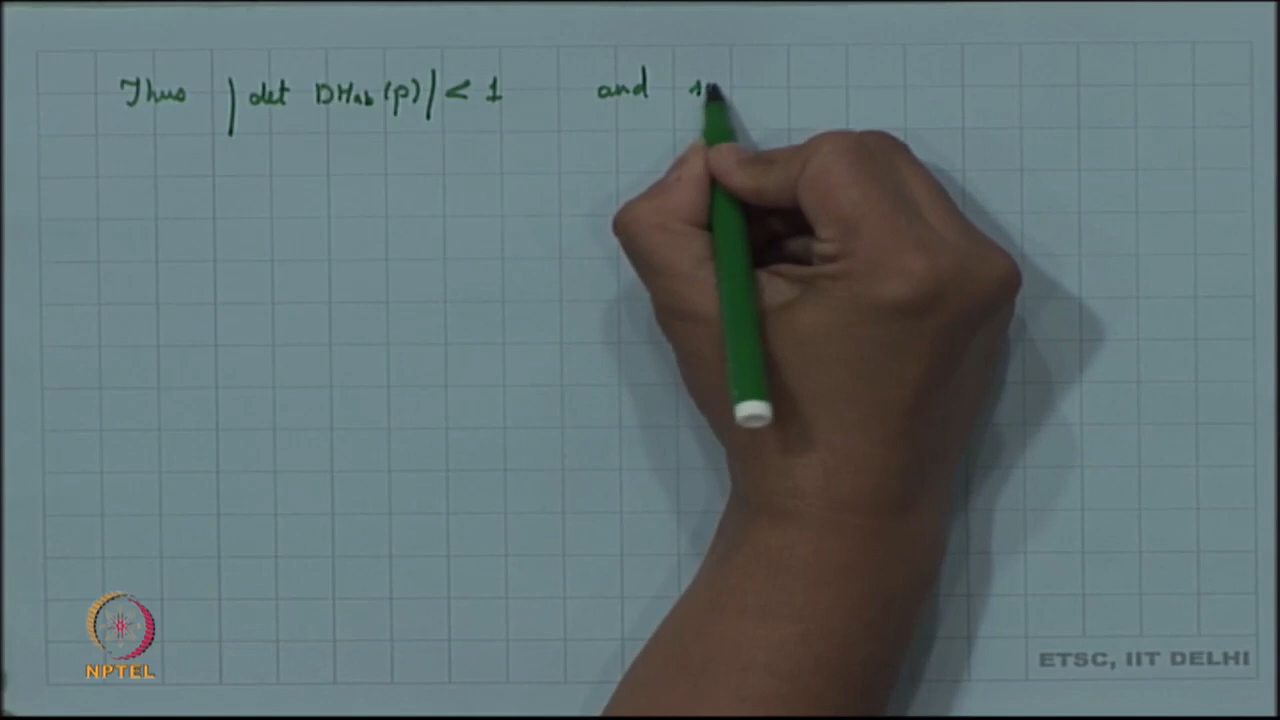 Thus | det DHab (p) | < 1 and
NPTEL
ETSC, IIT DELHI